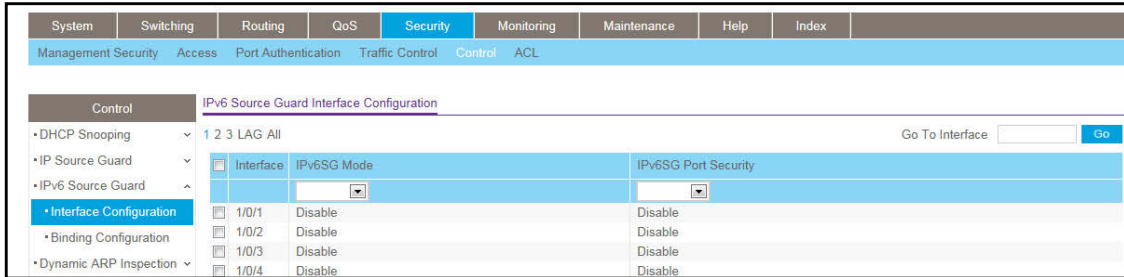 System Switching Routing QoS Security Monitoring Maintenance Help Index
Management Security Access Port Authentication Traffic Control Control ACL
Control
DHCP Snooping
IP Source Guard
IPv6 Source Guard
Interface Configuration
Binding Configuration
Dynamic ARP Inspection
IPv6 Source Guard Interface Configuration
1 2 3 LAG All Go To Interface Go
Interface IPv6SG Mode IPv6SG Port Security
1/0/1 Disable Disable
1/0/2 Disable Disable
1/0/3 Disable Disable
1/0/4 Disable Disable